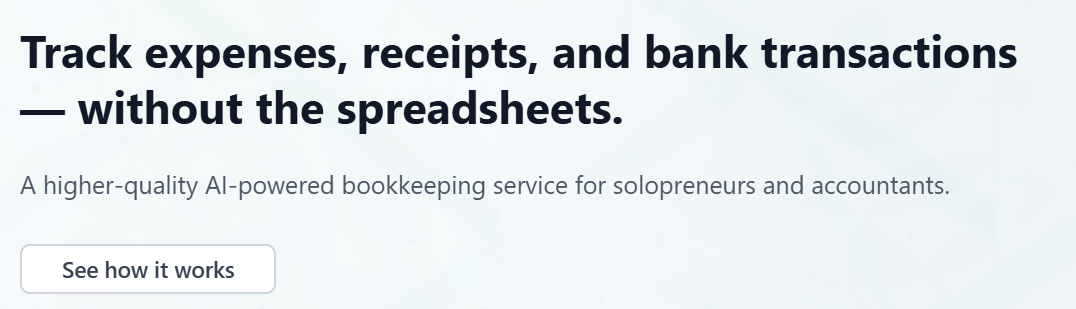 Track expenses, receipts, and bank transactions
— without the spreadsheets.
A higher-quality AI-powered bookkeeping service for solopreneurs and accountants.
See how it works